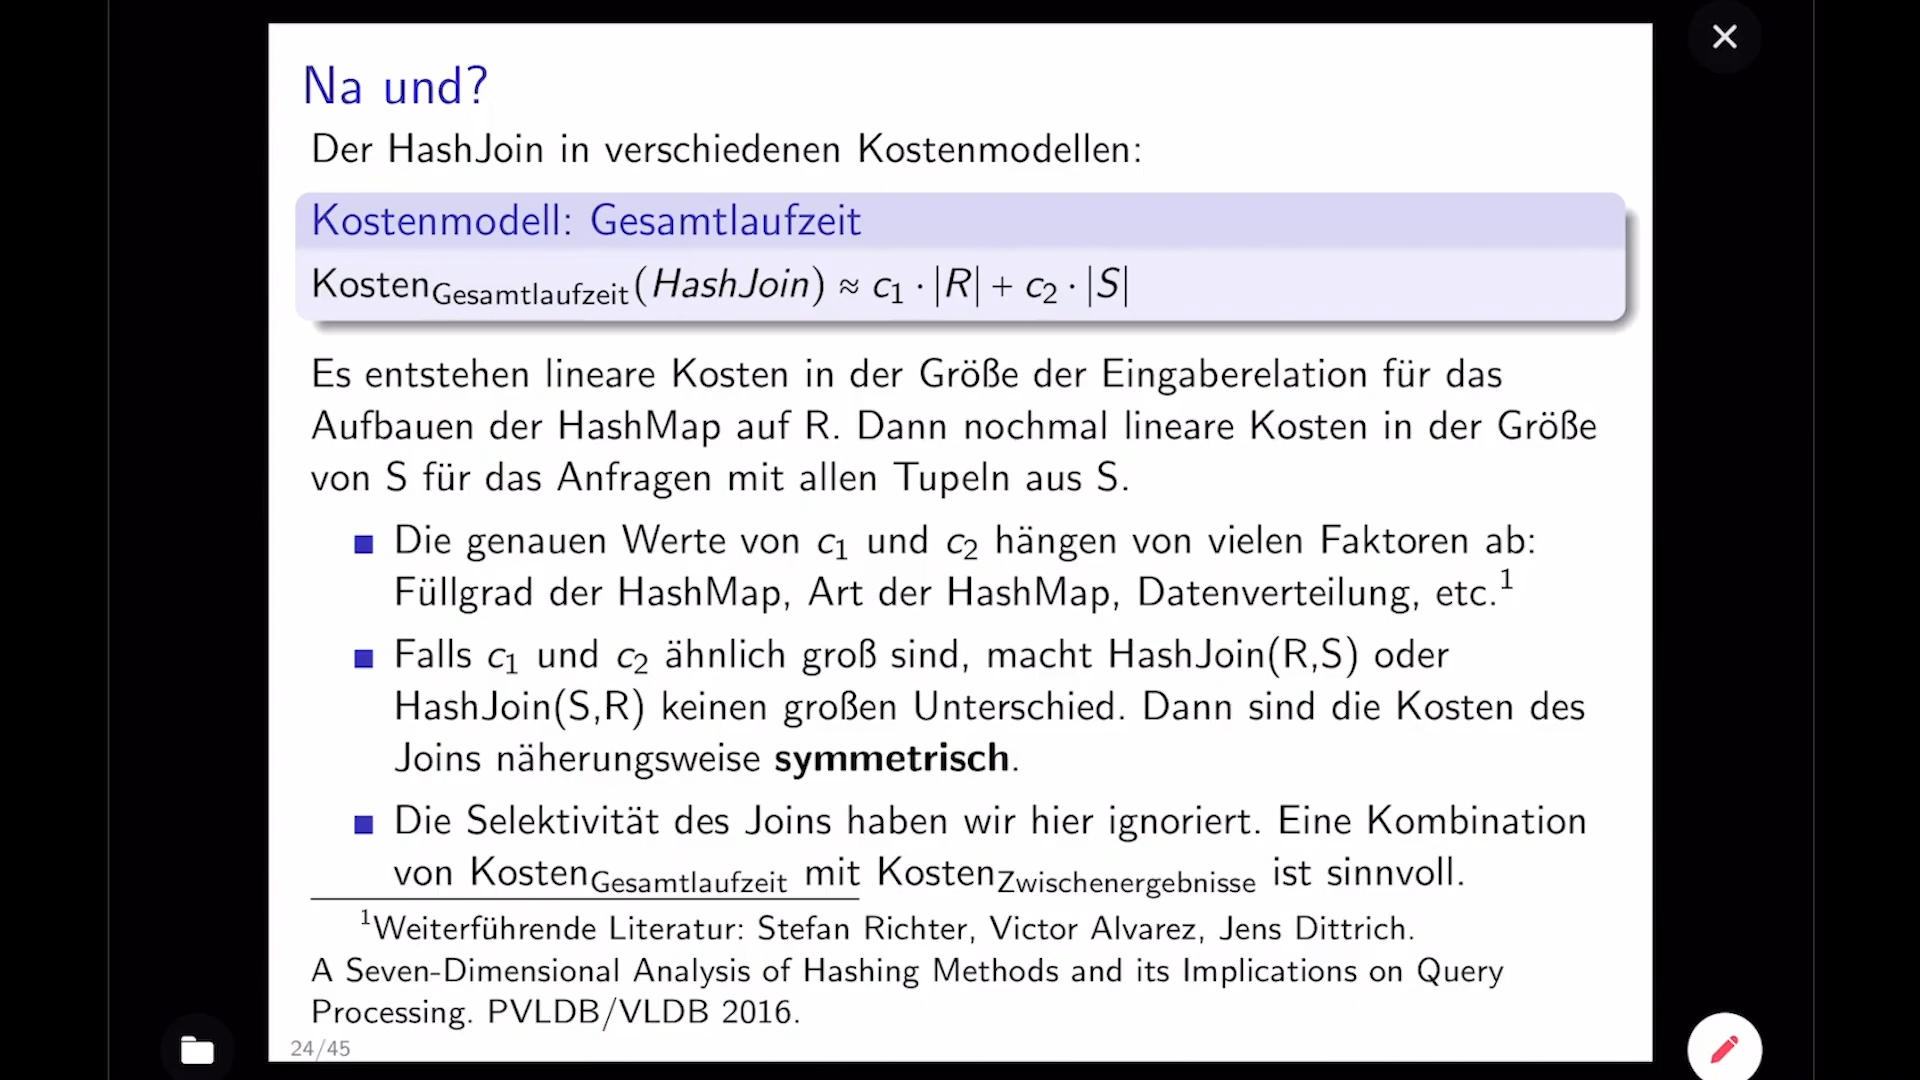 Na und?
Der HashJoin in verschiedenen Kostenmodellen:
Kostenmodell: Gesamtlaufzeit
Kosten_Gesamtlaufzeit(HashJoin) ≈ c₁ · |R| + c₂ · |S|
Es entstehen lineare Kosten in der Größe der Eingaberelation für das
Aufbauen der HashMap auf R. Dann nochmal lineare Kosten in der Größe
von S für das Anfragen mit allen Tupeln aus S.
■ Die genauen Werte von c₁ und c₂ hängen von vielen Faktoren ab:
Füllgrad der HashMap, Art der HashMap, Datenverteilung, etc.¹
■ Falls c₁ und c₂ ähnlich groß sind, macht HashJoin(R,S) oder
HashJoin(S,R) keinen großen Unterschied. Dann sind die Kosten des
Joins näherungsweise symmetrisch.
■ Die Selektivität des Joins haben wir hier ignoriert. Eine Kombination
von Kosten_Gesamtlaufzeit mit Kosten_Zwischenergebnisse ist sinnvoll.
¹Weiterführende Literatur: Stefan Richter, Victor Alvarez, Jens Dittrich.
A Seven-Dimensional Analysis of Hashing Methods and its Implications on Query
Processing. PVLDB/VLDB 2016.
24/45